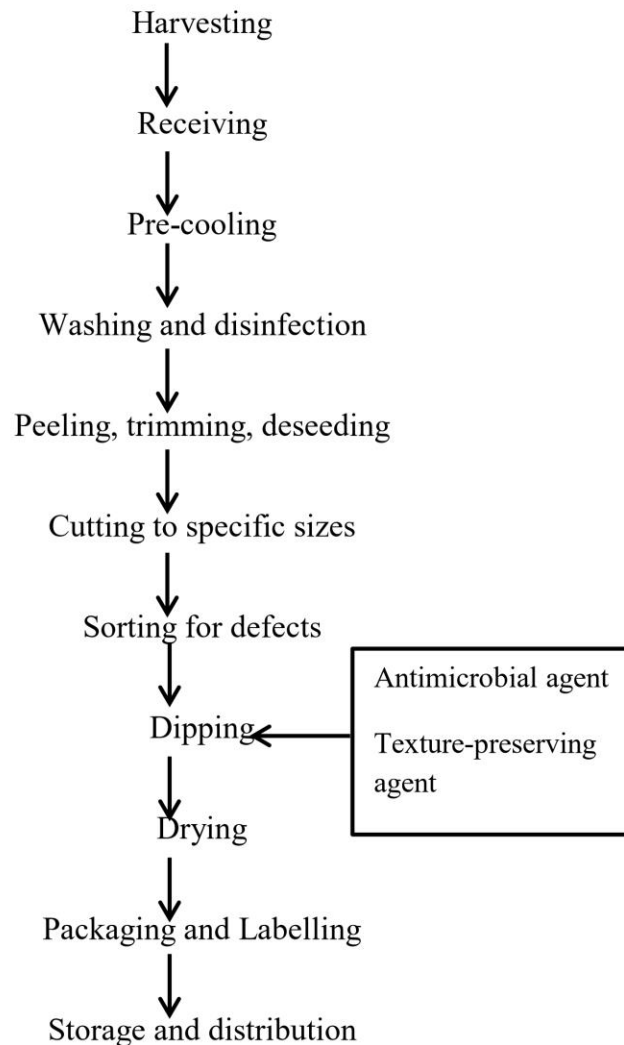 Harvesting
Receiving
Pre-cooling
Washing and disinfection
Peeling, trimming, deseeding
Cutting to specific sizes
Sorting for defects
Dipping
Antimicrobial agent
Texture-preserving
agent
Drying
Packaging and Labelling
Storage and distribution